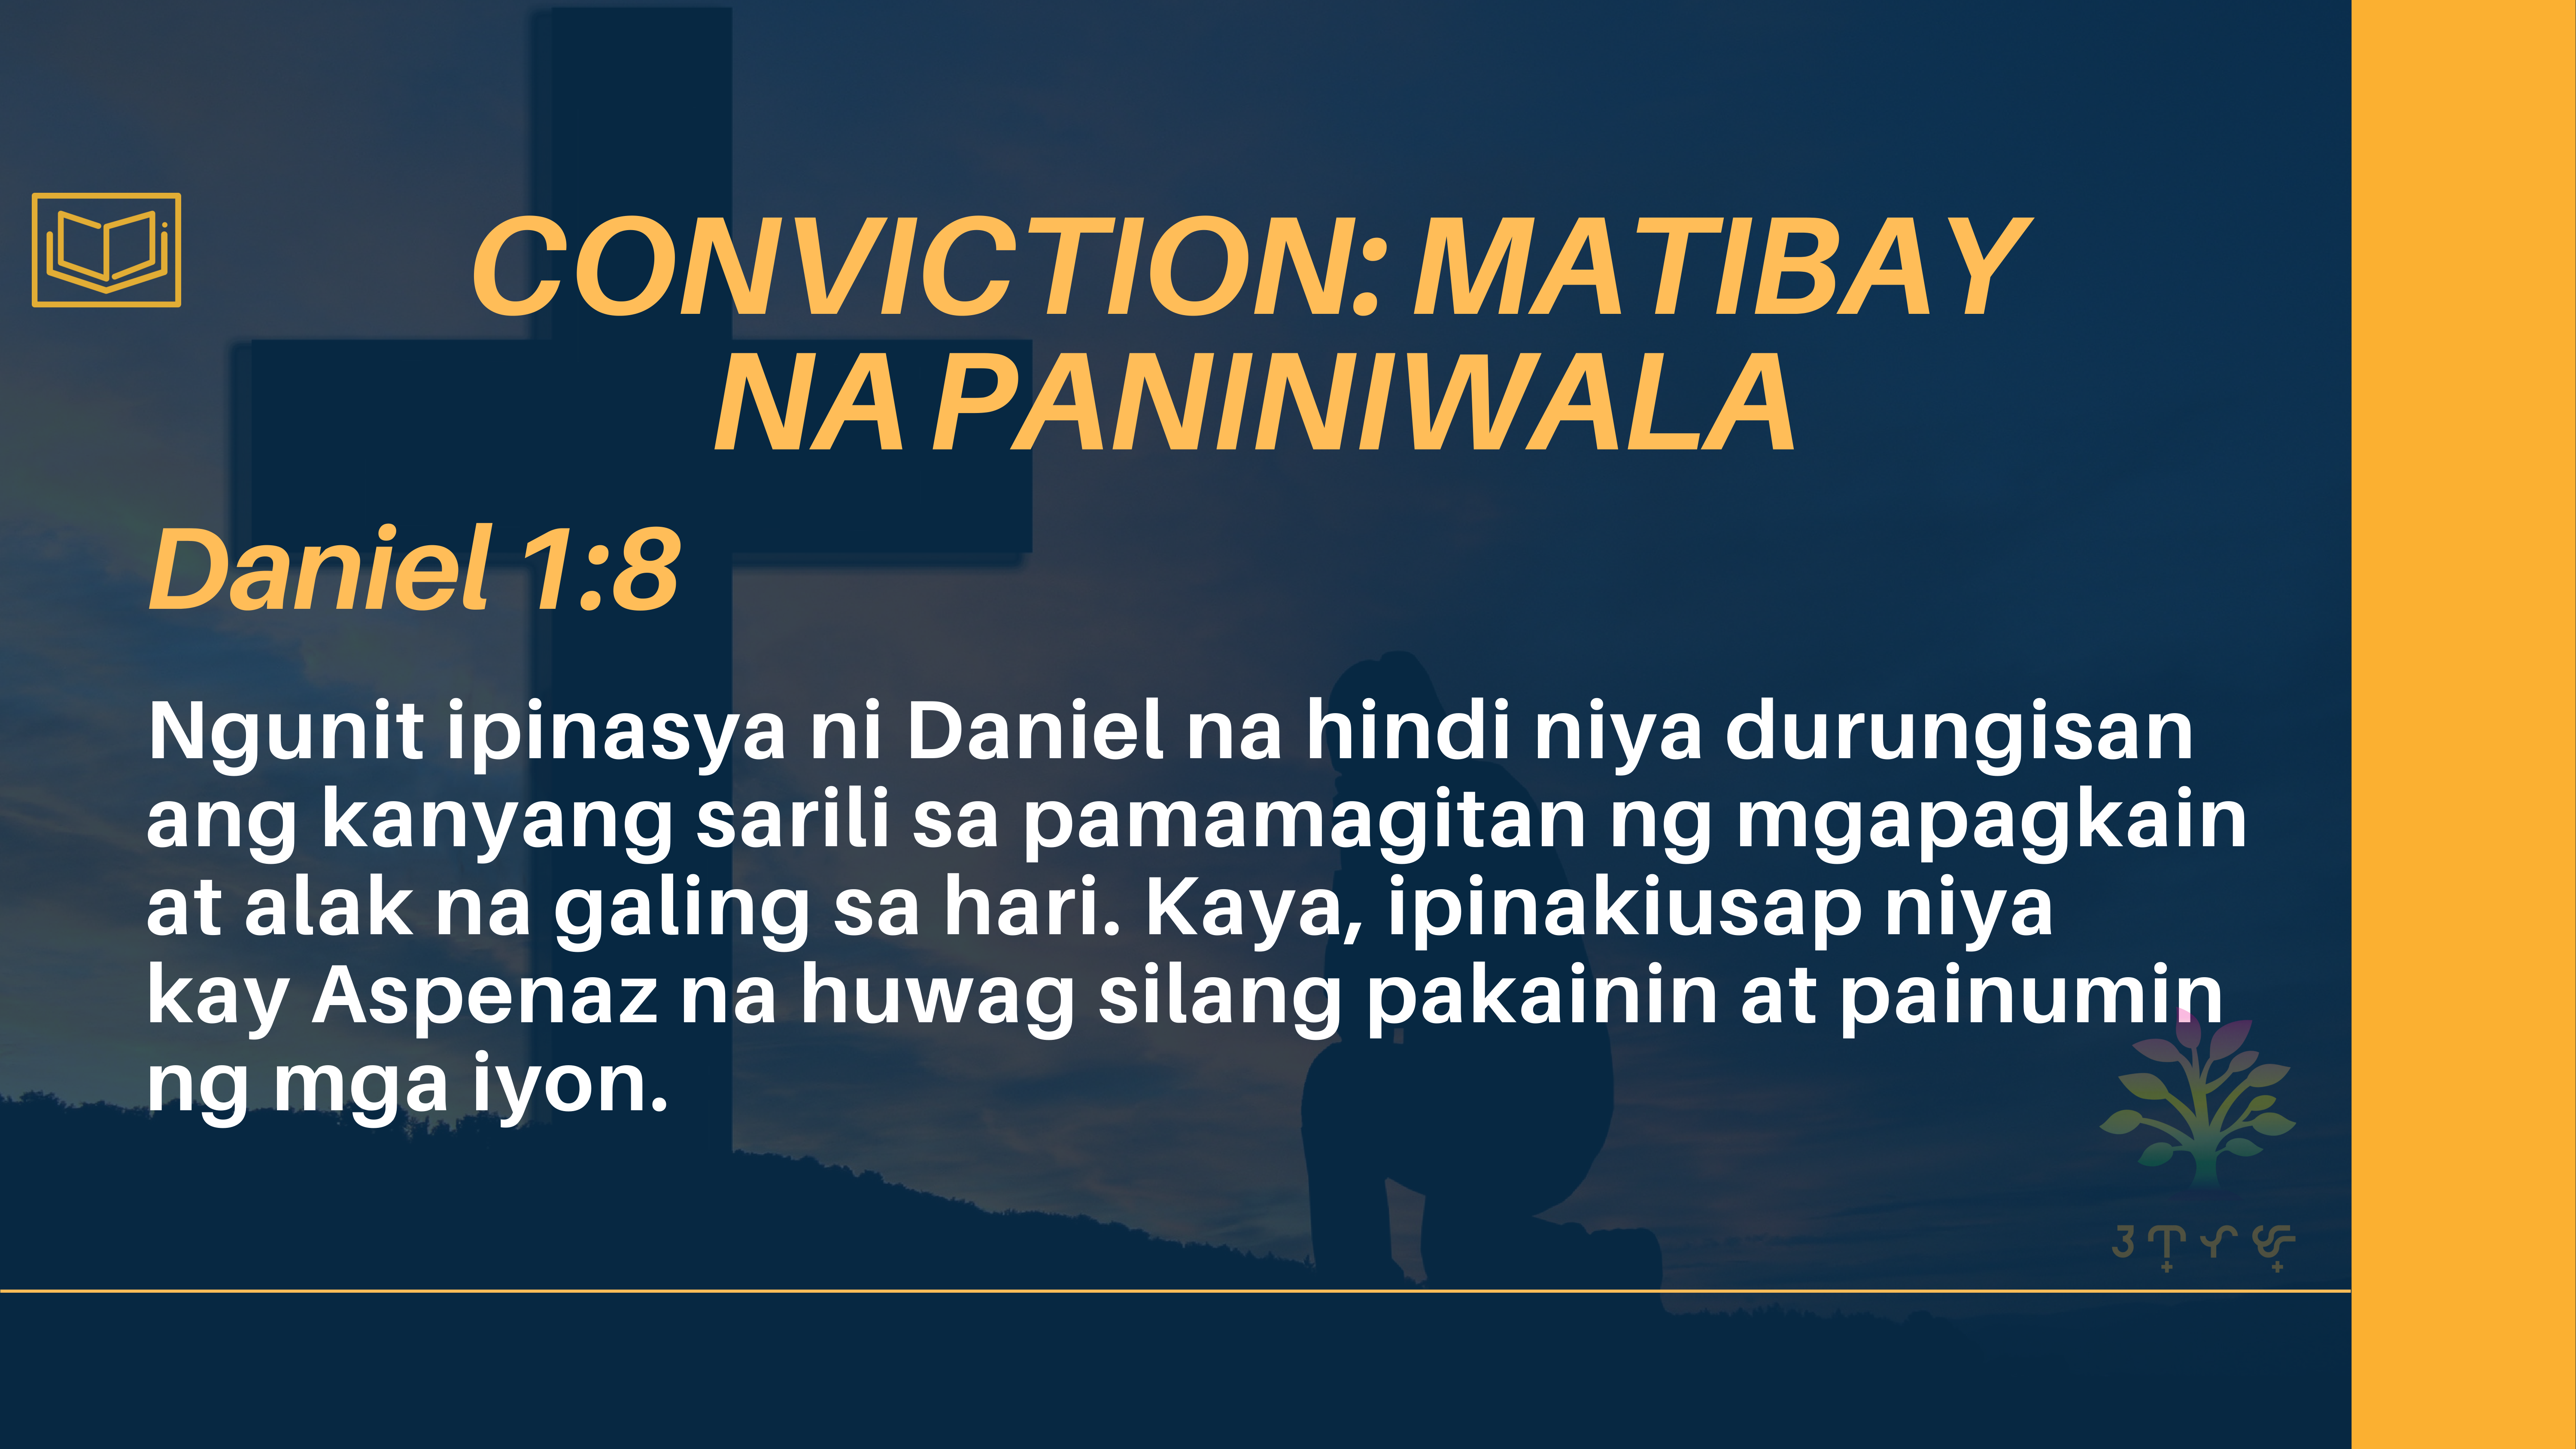 CONVICTION: MATIBAY
NA PANINIWALA
Daniel 1:8
Ngunit ipinasya ni Daniel na hindi niya durungisan
ang kanyang sarili sa pamamagitan ng mgapagkain
at alak na galing sa hari. Kaya, ipinakiusap niya
kay Aspenaz na huwag silang pakainin at painumin
ng mga iyon.